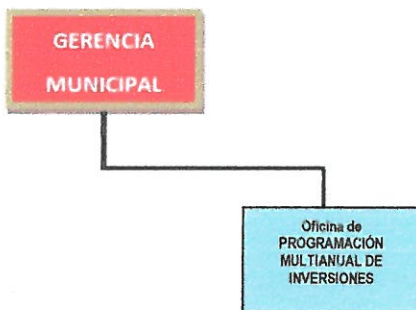 GERENCIA
MUNICIPAL
Oficina de
PROGRAMACIÓN
MULTIANUAL DE
INVERSIONES